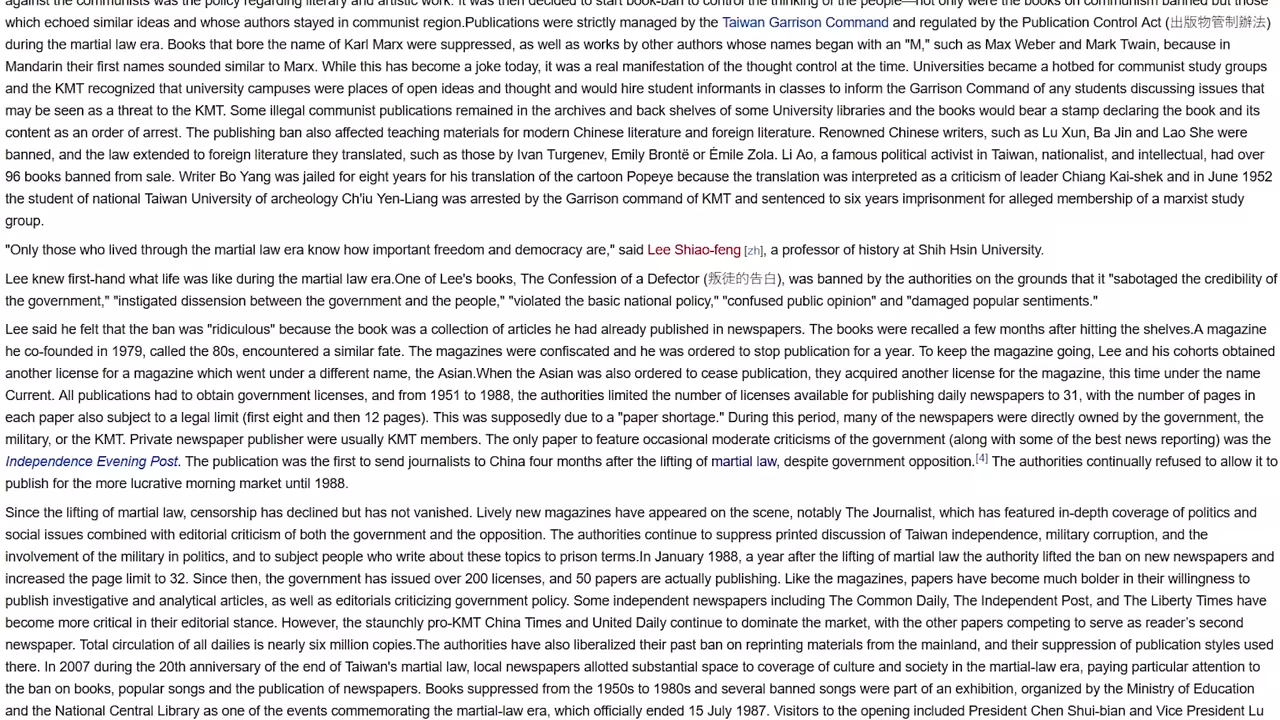 against the communists was the policy regarding literary and artistic work. It was then decided to start book-ban to control the thinking of the people—not only were the books on communism banned but those
which echoed similar ideas and whose authors stayed in communist region.Publications were strictly managed by the Taiwan Garrison Command and regulated by the Publication Control Act (出版物管制辦法)
during the martial law era. Books that bore the name of Karl Marx were suppressed, as well as works by other authors whose names began with an "M," such as Max Weber and Mark Twain, because in
Mandarin their first names sounded similar to Marx. While this has become a joke today, it was a real manifestation of the thought control at the time. Universities became a hotbed for communist study groups
and the KMT recognized that university campuses were places of open ideas and thought and would hire student informants in classes to inform the Garrison Command of any students discussing issues that
may be seen as a threat to the KMT. Some illegal communist publications remained in the archives and back shelves of some University libraries and the books would bear a stamp declaring the book and its
content as an order of arrest. The publishing ban also affected teaching materials for modern Chinese literature and foreign literature. Renowned Chinese writers, such as Lu Xun, Ba Jin and Lao She were
banned, and the law extended to foreign literature they translated, such as those by Ivan Turgenev, Emily Brontë or Émile Zola. Li Ao, a famous political activist in Taiwan, nationalist, and intellectual, had over
96 books banned from sale. Writer Bo Yang was jailed for eight years for his translation of the cartoon Popeye because the translation was interpreted as a criticism of leader Chiang Kai-shek and in June 1952
the student of national Taiwan University of archeology Ch'iu Yen-Liang was arrested by the Garrison command of KMT and sentenced to six years imprisonment for alleged membership of a marxist study
group.
"Only those who lived through the martial law era know how important freedom and democracy are," said Lee Shiao-feng [zh], a professor of history at Shih Hsin University.
Lee knew first-hand what life was like during the martial law era.One of Lee's books, The Confession of a Defector (叛徒的告白), was banned by the authorities on the grounds that it "sabotaged the credibility of
the government," "instigated dissension between the government and the people," "violated the basic national policy," "confused public opinion" and "damaged popular sentiments."
Lee said he felt that the ban was "ridiculous" because the book was a collection of articles he had already published in newspapers. The books were recalled a few months after hitting the shelves.A magazine
he co-founded in 1979, called the 80s, encountered a similar fate. The magazines were confiscated and he was ordered to stop publication for a year. To keep the magazine going, Lee and his cohorts obtained
another license for a magazine which went under a different name, the Asian.When the Asian was also ordered to cease publication, they acquired another license for the magazine, this time under the name
Current. All publications had to obtain government licenses, and from 1951 to 1988, the authorities limited the number of licenses available for publishing daily newspapers to 31, with the number of pages in
each paper also subject to a legal limit (first eight and then 12 pages). This was supposedly due to a "paper shortage." During this period, many of the newspapers were directly owned by the government, the
military, or the KMT. Private newspaper publisher were usually KMT members. The only paper to feature occasional moderate criticisms of the government (along with some of the best news reporting) was the
Independence Evening Post. The publication was the first to send journalists to China four months after the lifting of martial law, despite government opposition.[4] The authorities continually refused to allow it to
publish for the more lucrative morning market until 1988.
Since the lifting of martial law, censorship has declined but has not vanished. Lively new magazines have appeared on the scene, notably The Journalist, which has featured in-depth coverage of politics and
social issues combined with editorial criticism of both the government and the opposition. The authorities continue to suppress printed discussion of Taiwan independence, military corruption, and the
involvement of the military in politics, and to subject people who write about these topics to prison terms.In January 1988, a year after the lifting of martial law the authority lifted the ban on new newspapers and
increased the page limit to 32. Since then, the government has issued over 200 licenses, and 50 papers are actually publishing. Like the magazines, papers have become much bolder in their willingness to
publish investigative and analytical articles, as well as editorials criticizing government policy. Some independent newspapers including The Common Daily, The Independent Post, and The Liberty Times have
become more critical in their editorial stance. However, the staunchly pro-KMT China Times and United Daily continue to dominate the market, with the other papers competing to serve as reader's second
newspaper. Total circulation of all dailies is nearly six million copies.The authorities have also liberalized their past ban on reprinting materials from the mainland, and their suppression of publication styles used
there. In 2007 during the 20th anniversary of the end of Taiwan's martial law, local newspapers allotted substantial space to coverage of culture and society in the martial-law era, paying particular attention to
the ban on books, popular songs and the publication of newspapers. Books suppressed from the 1950s to 1980s and several banned songs were part of an exhibition, organized by the Ministry of Education
and the National Central Library as one of the events commemorating the martial-law era, which officially ended 15 July 1987. Visitors to the opening included President Chen Shui-bian and Vice President Lu